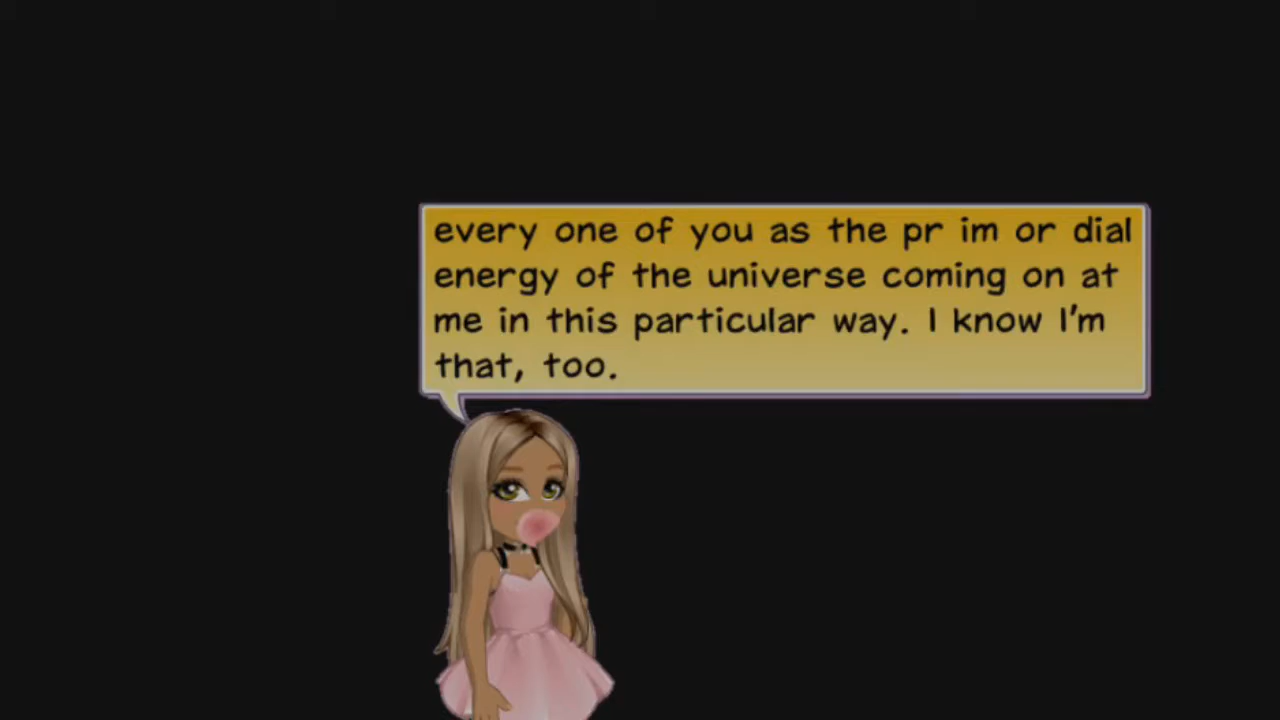 every one of you as the pr im or dial
energy of the universe coming on at
me in this particular way. I know I'm
that, too.